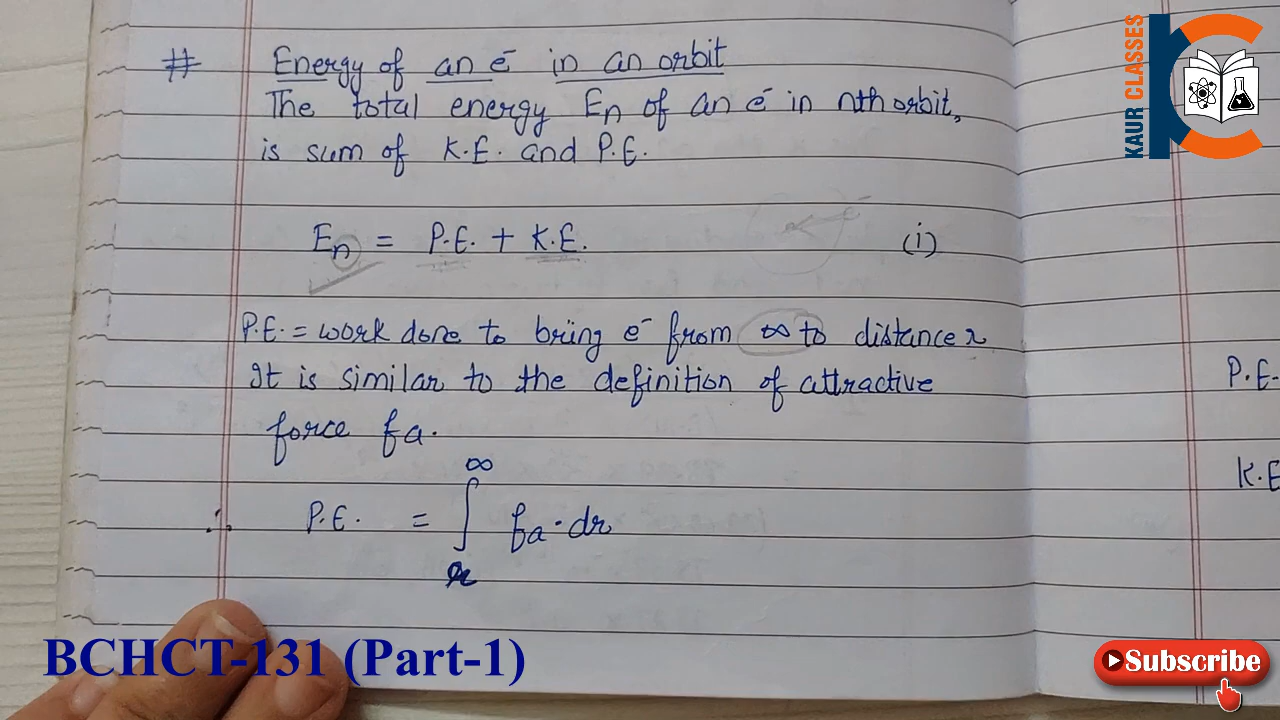 # Energy of an e⁻ in an orbit
The total energy En of an e⁻ in nth orbit,
is sum of K.E. and P.E.
En = P.E. + K.E. (i)
P.E. = work done to bring e⁻ from ∞ to distance r
It is similar to the definition of attractive
force fa.
∞
∴ P.E. = ∫ fa · dr
r
P.E.
K.E
KAUR CLASSES
BCHCT-131 (Part-1)
Subscribe